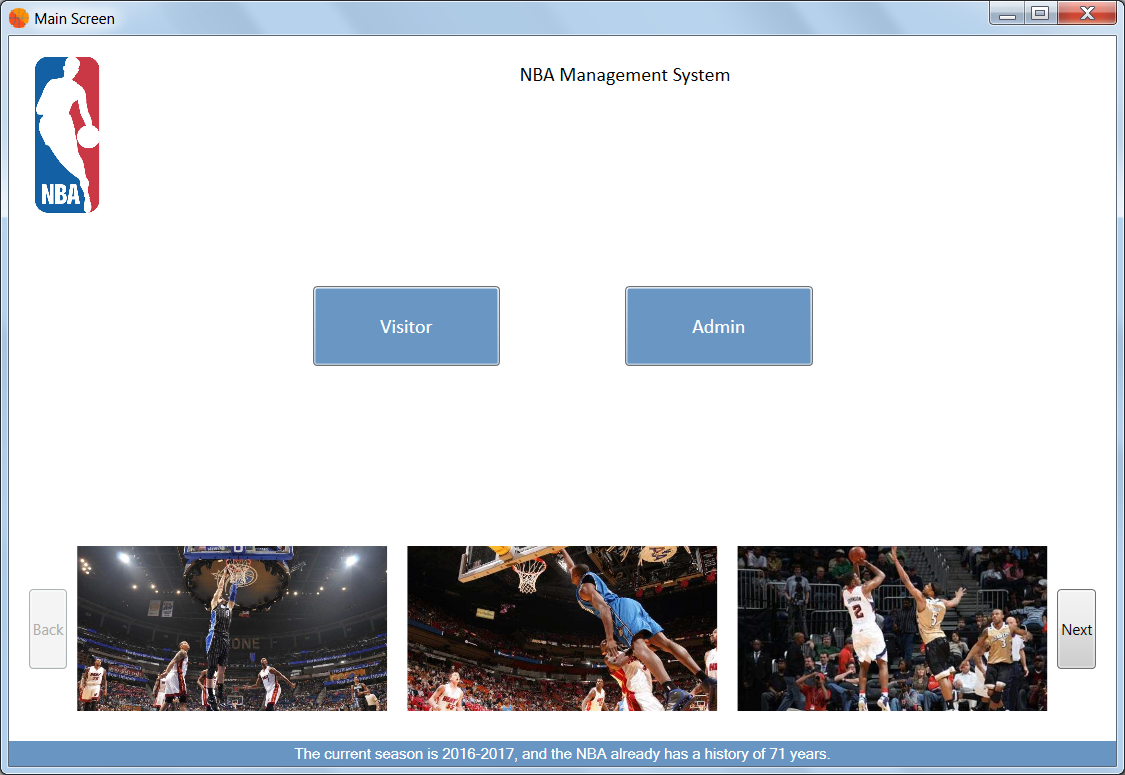 Main Screen
NBA Management System
NBA
Visitor
Admin
Back
Next
The current season is 2016-2017, and the NBA already has a history of 71 years.